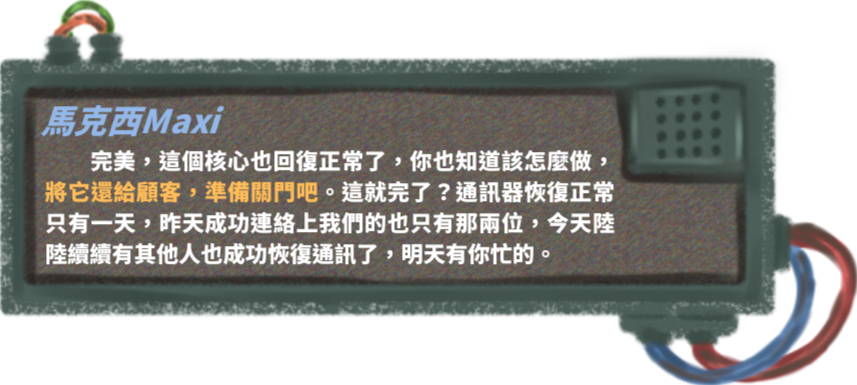 馬克西Maxi
完美，這個核心也回復正常了，你也知道該怎麼做，
將它還給顧客，準備關門吧。這就完了？通訊器恢復正常
只有一天，昨天成功連絡上我們的也只有那兩位，今天陸
陸續續有其他人也成功恢復通訊了，明天有你忙的。